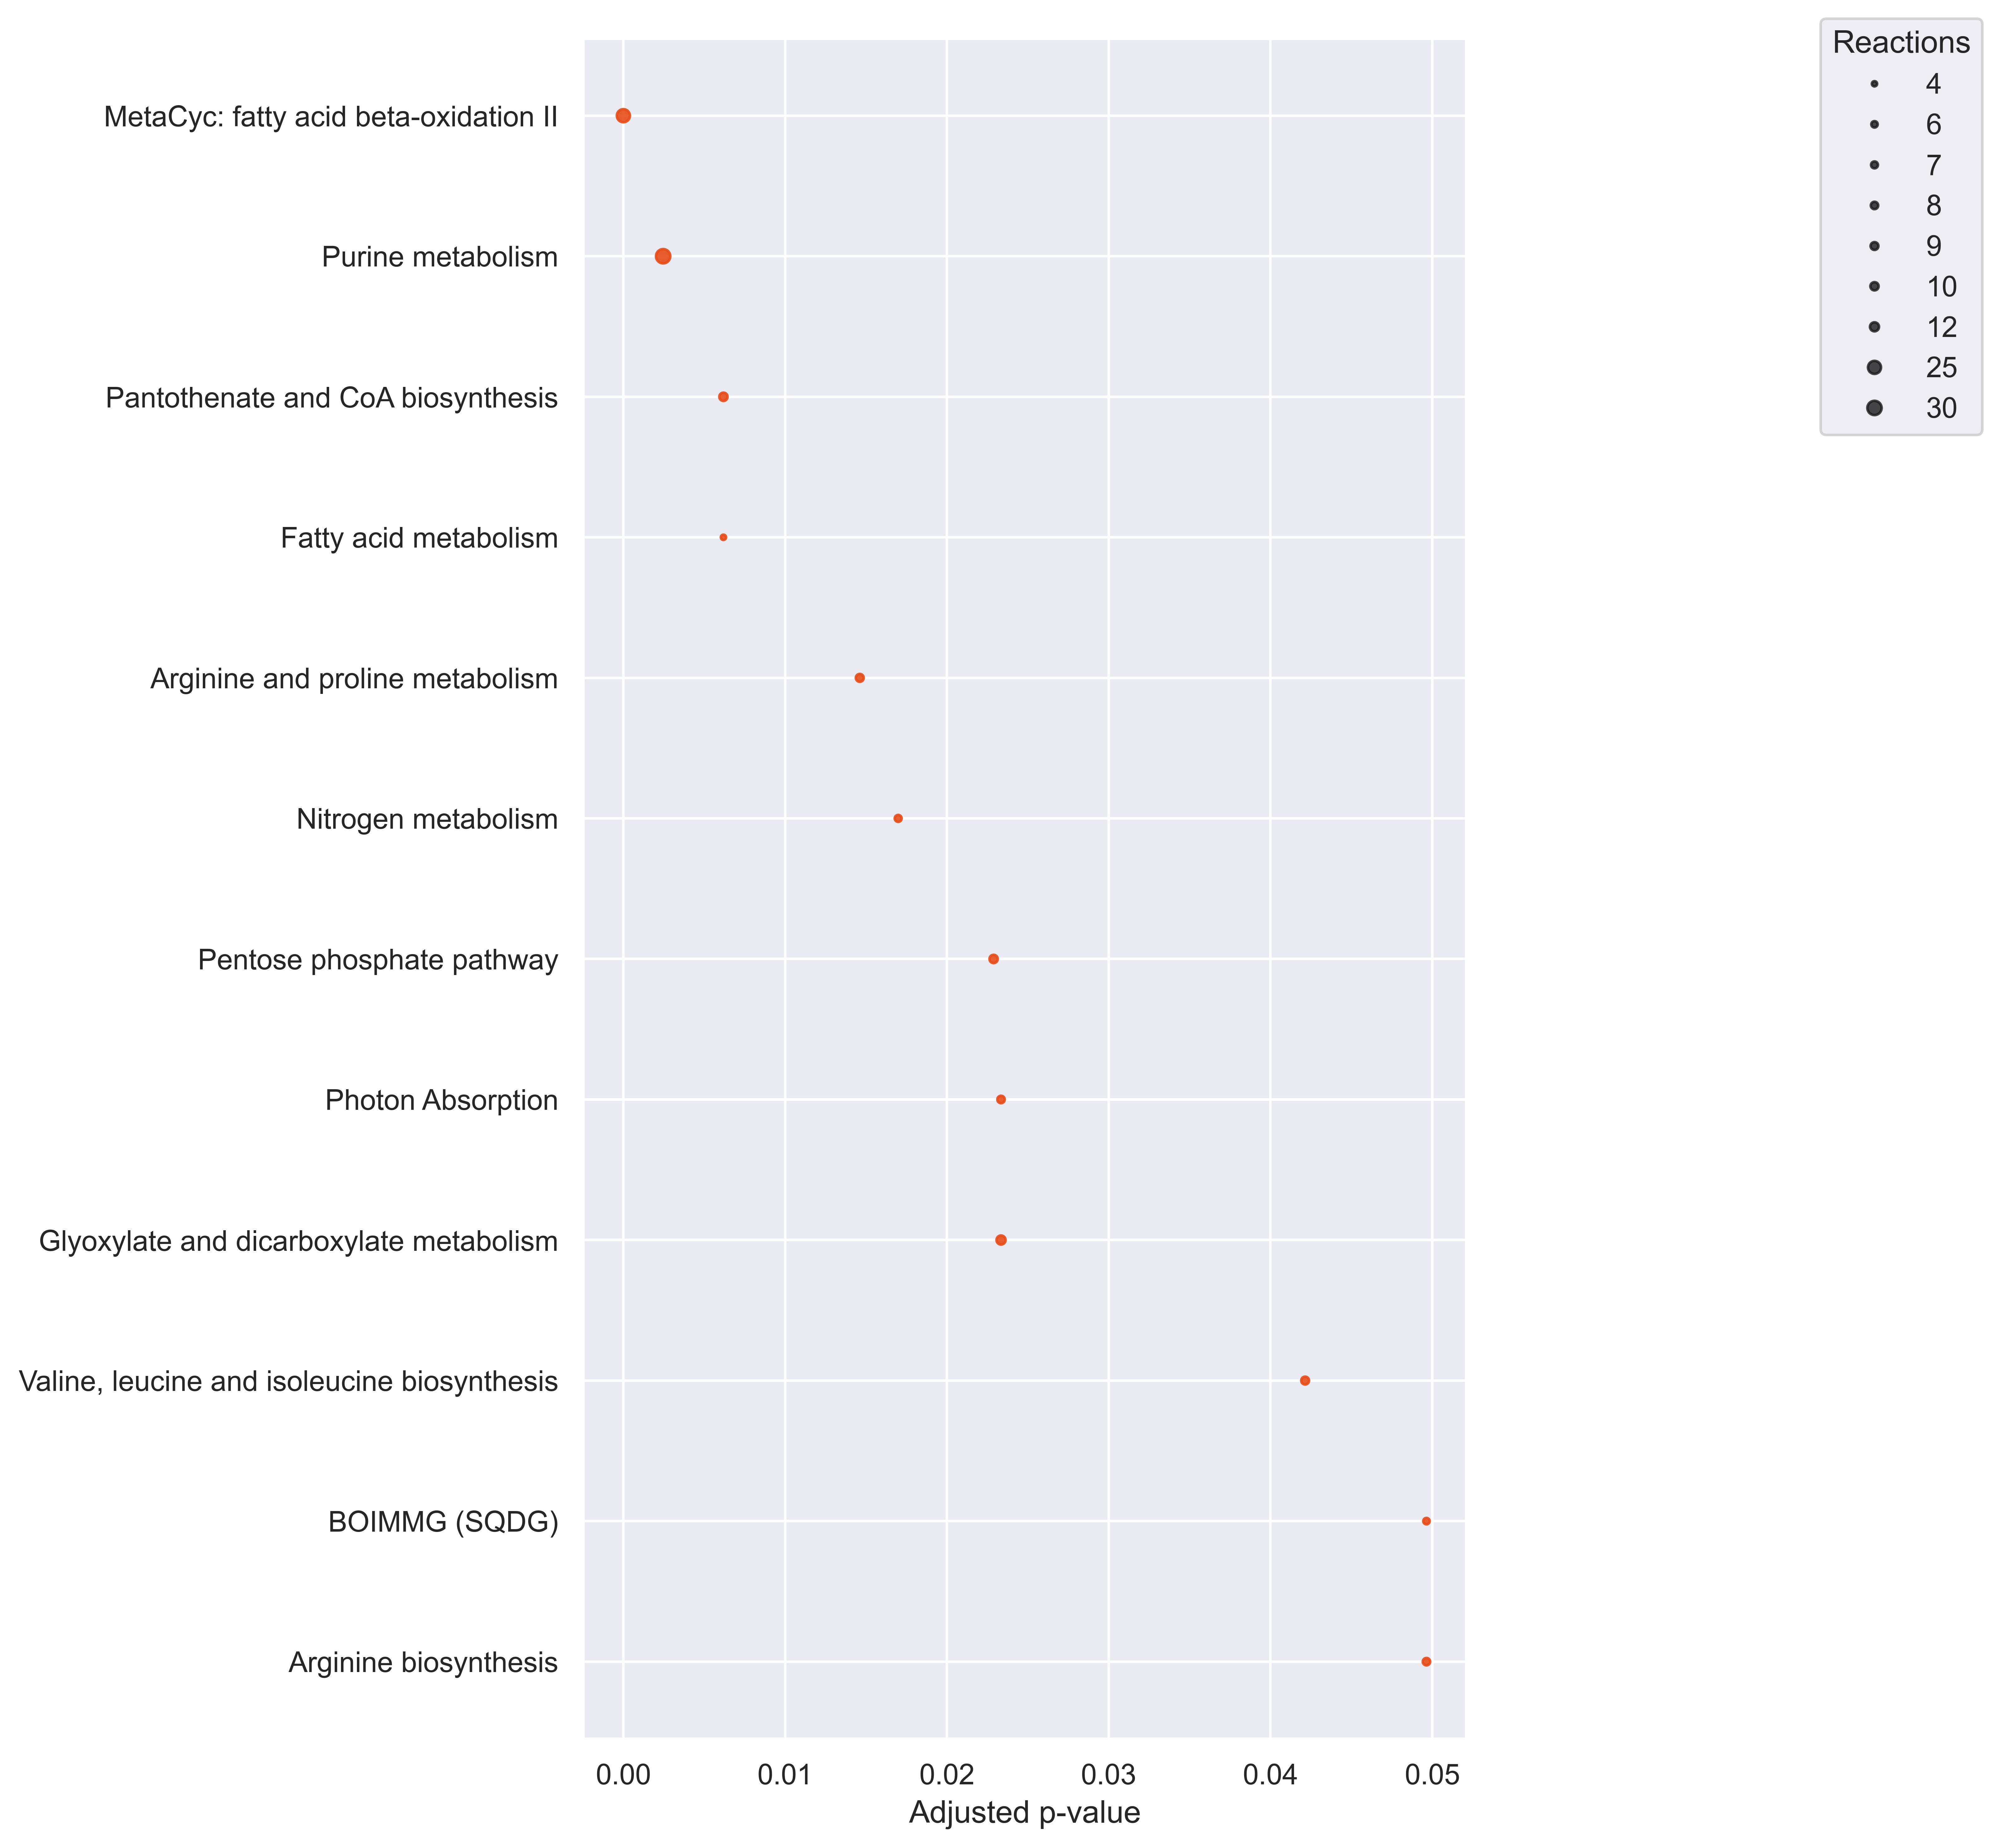 MetaCyc: fatty acid beta-oxidation II
Purine metabolism
Pantothenate and CoA biosynthesis
Fatty acid metabolism
Arginine and proline metabolism
Nitrogen metabolism
Pentose phosphate pathway
Photon Absorption
Glyoxylate and dicarboxylate metabolism
Valine, leucine and isoleucine biosynthesis
BOIMMG (SQDG)
Arginine biosynthesis
0.00 0.01 0.02 0.03 0.04 0.05
Adjusted p-value
Reactions
4
6
7
8
9
10
12
25
30